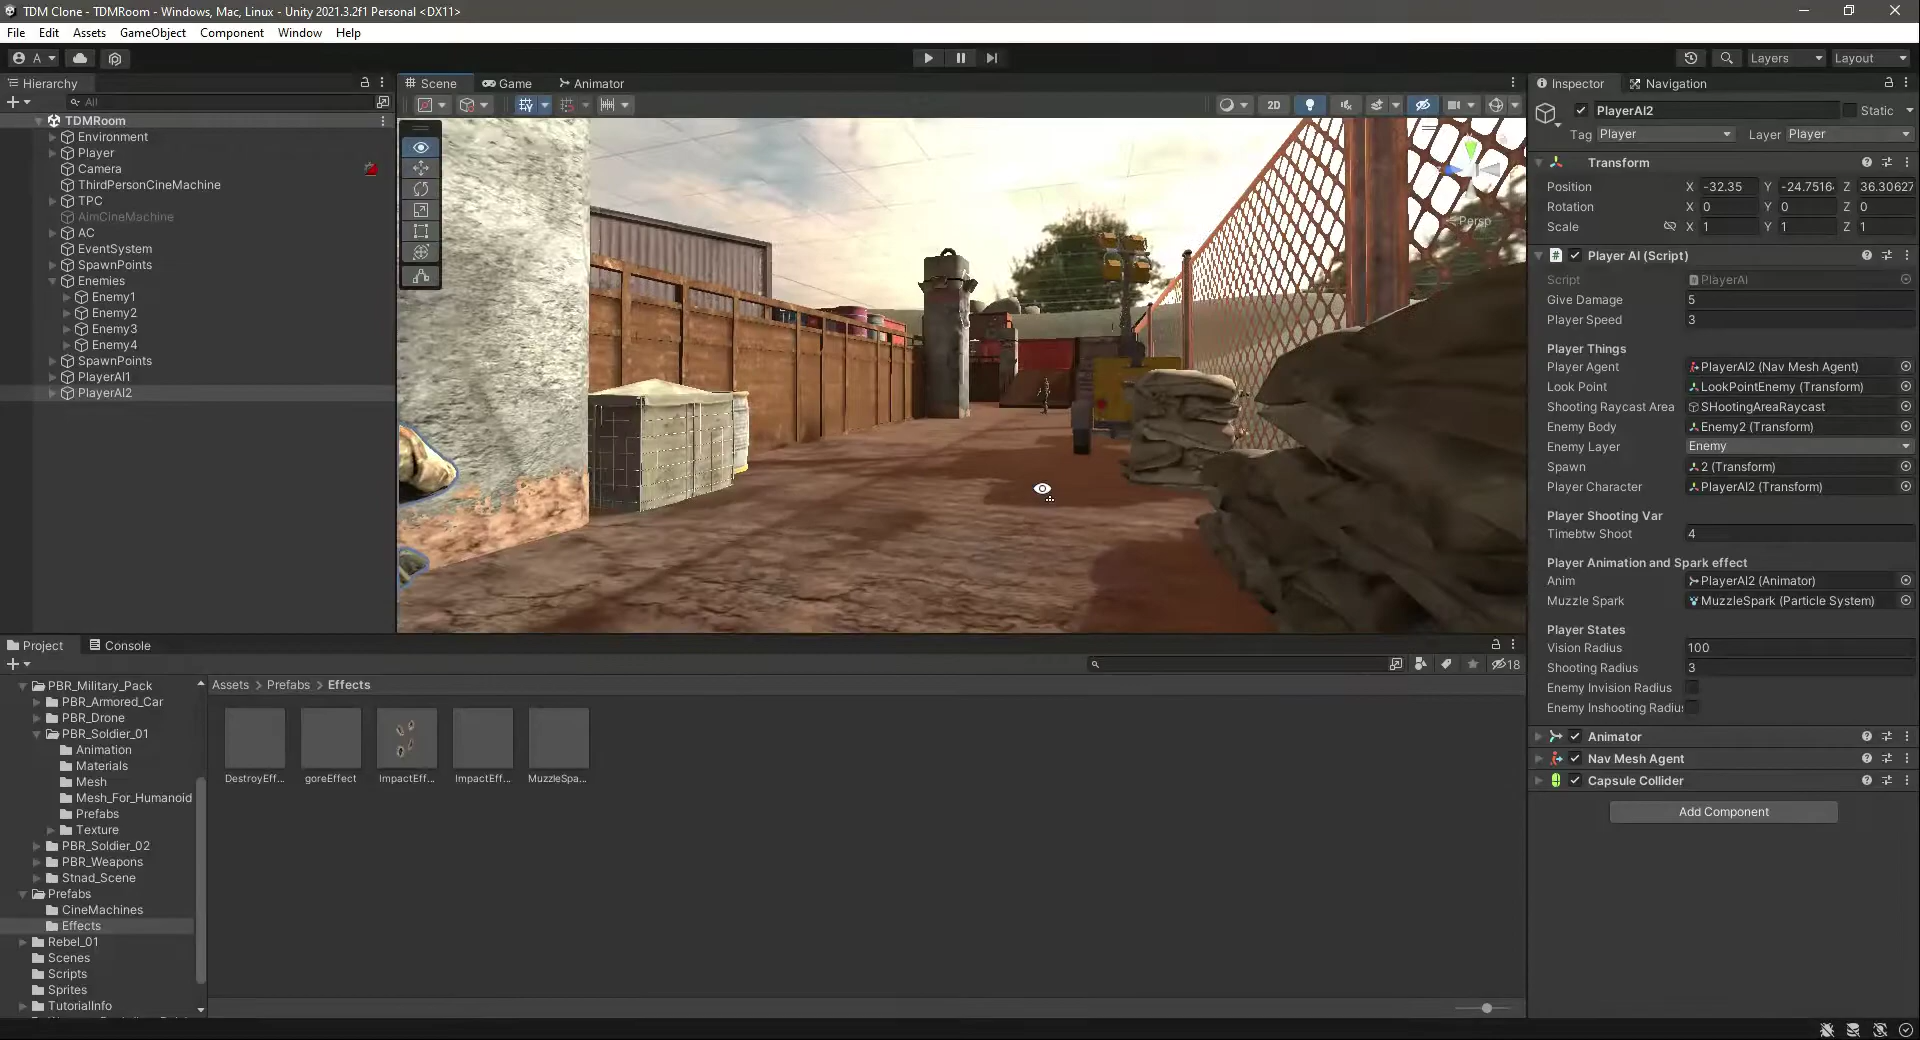 TDM Clone - TDMRoom - Windows, Mac, Linux - Unity 2021.3.2f1 Personal <DX11>
File Edit Assets GameObject Component Window Help
A Layers Layout
Hierarchy
All
TDMRoom
Environment
Player
Camera
ThirdPersonCineMachine
TPC
AimCineMachine
AC
EventSystem
SpawnPoints
Enemies
Enemy1
Enemy2
Enemy3
Enemy4
SpawnPoints
PlayerAI1
PlayerAI2
Scene Game Animator
2D
Persp
Inspector Navigation
PlayerAI2 Static
Tag Player Layer Player
Transform
Position X -32.35 Y -24.7516 Z 36.30627
Rotation X 0 Y 0 Z 0
Scale X 1 Y 1 Z 1
# Player AI (Script)
Script PlayerAI
Give Damage 5
Player Speed 3
Player Things
Player Agent PlayerAI2 (Nav Mesh Agent)
Look Point LookPointEnemy (Transform)
Shooting Raycast Area SHootingAreaRaycast
Enemy Body Enemy2 (Transform)
Enemy Layer Enemy
Spawn 2 (Transform)
Player Character PlayerAI2 (Transform)
Player Shooting Var
Timebtw Shoot 4
Player Animation and Spark effect
Anim PlayerAI2 (Animator)
Muzzle Spark MuzzleSpark (Particle System)
Player States
Vision Radius 100
Shooting Radius 3
Enemy Invision Radius
Enemy Inshooting Radiu
Animator
Nav Mesh Agent
Capsule Collider
Add Component
Project Console
18
PBR_Military_Pack
PBR_Armored_Car
PBR_Drone
PBR_Soldier_01
Animation
Materials
Mesh
Mesh_For_Humanoid
Prefabs
Texture
PBR_Soldier_02
PBR_Weapons
Stnad_Scene
Prefabs
CineMachines
Effects
Rebel_01
Scenes
Scripts
Sprites
TutorialInfo
Assets > Prefabs > Effects
DestroyEff... goreEffect ImpactEff... ImpactEff... MuzzleSpa...